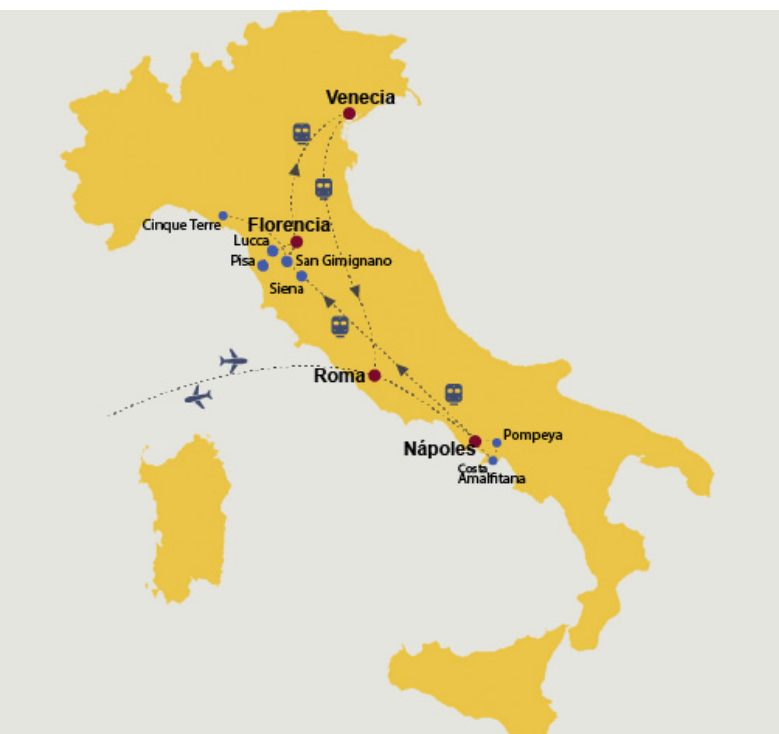 Venecia
Cinque Terre
Florencia
Lucca
Pisa
San Gimignano
Siena
Roma
Nápoles
Pompeya
Costa
Amalfitana